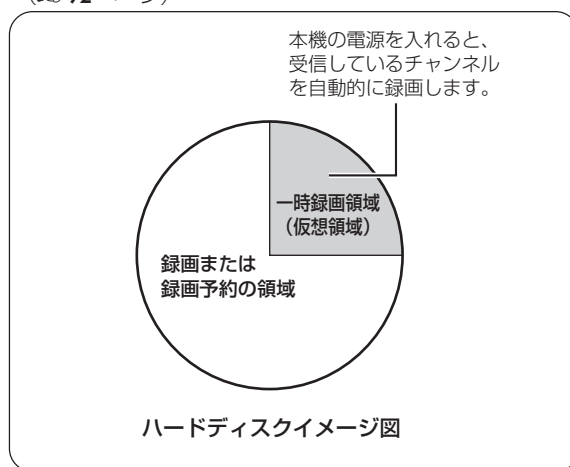 本機の電源を入れると、
受信しているチャンネル
を自動的に録画します。
一時録画領域
（仮想領域）
録画または
録画予約の領域
ハードディスクイメージ図